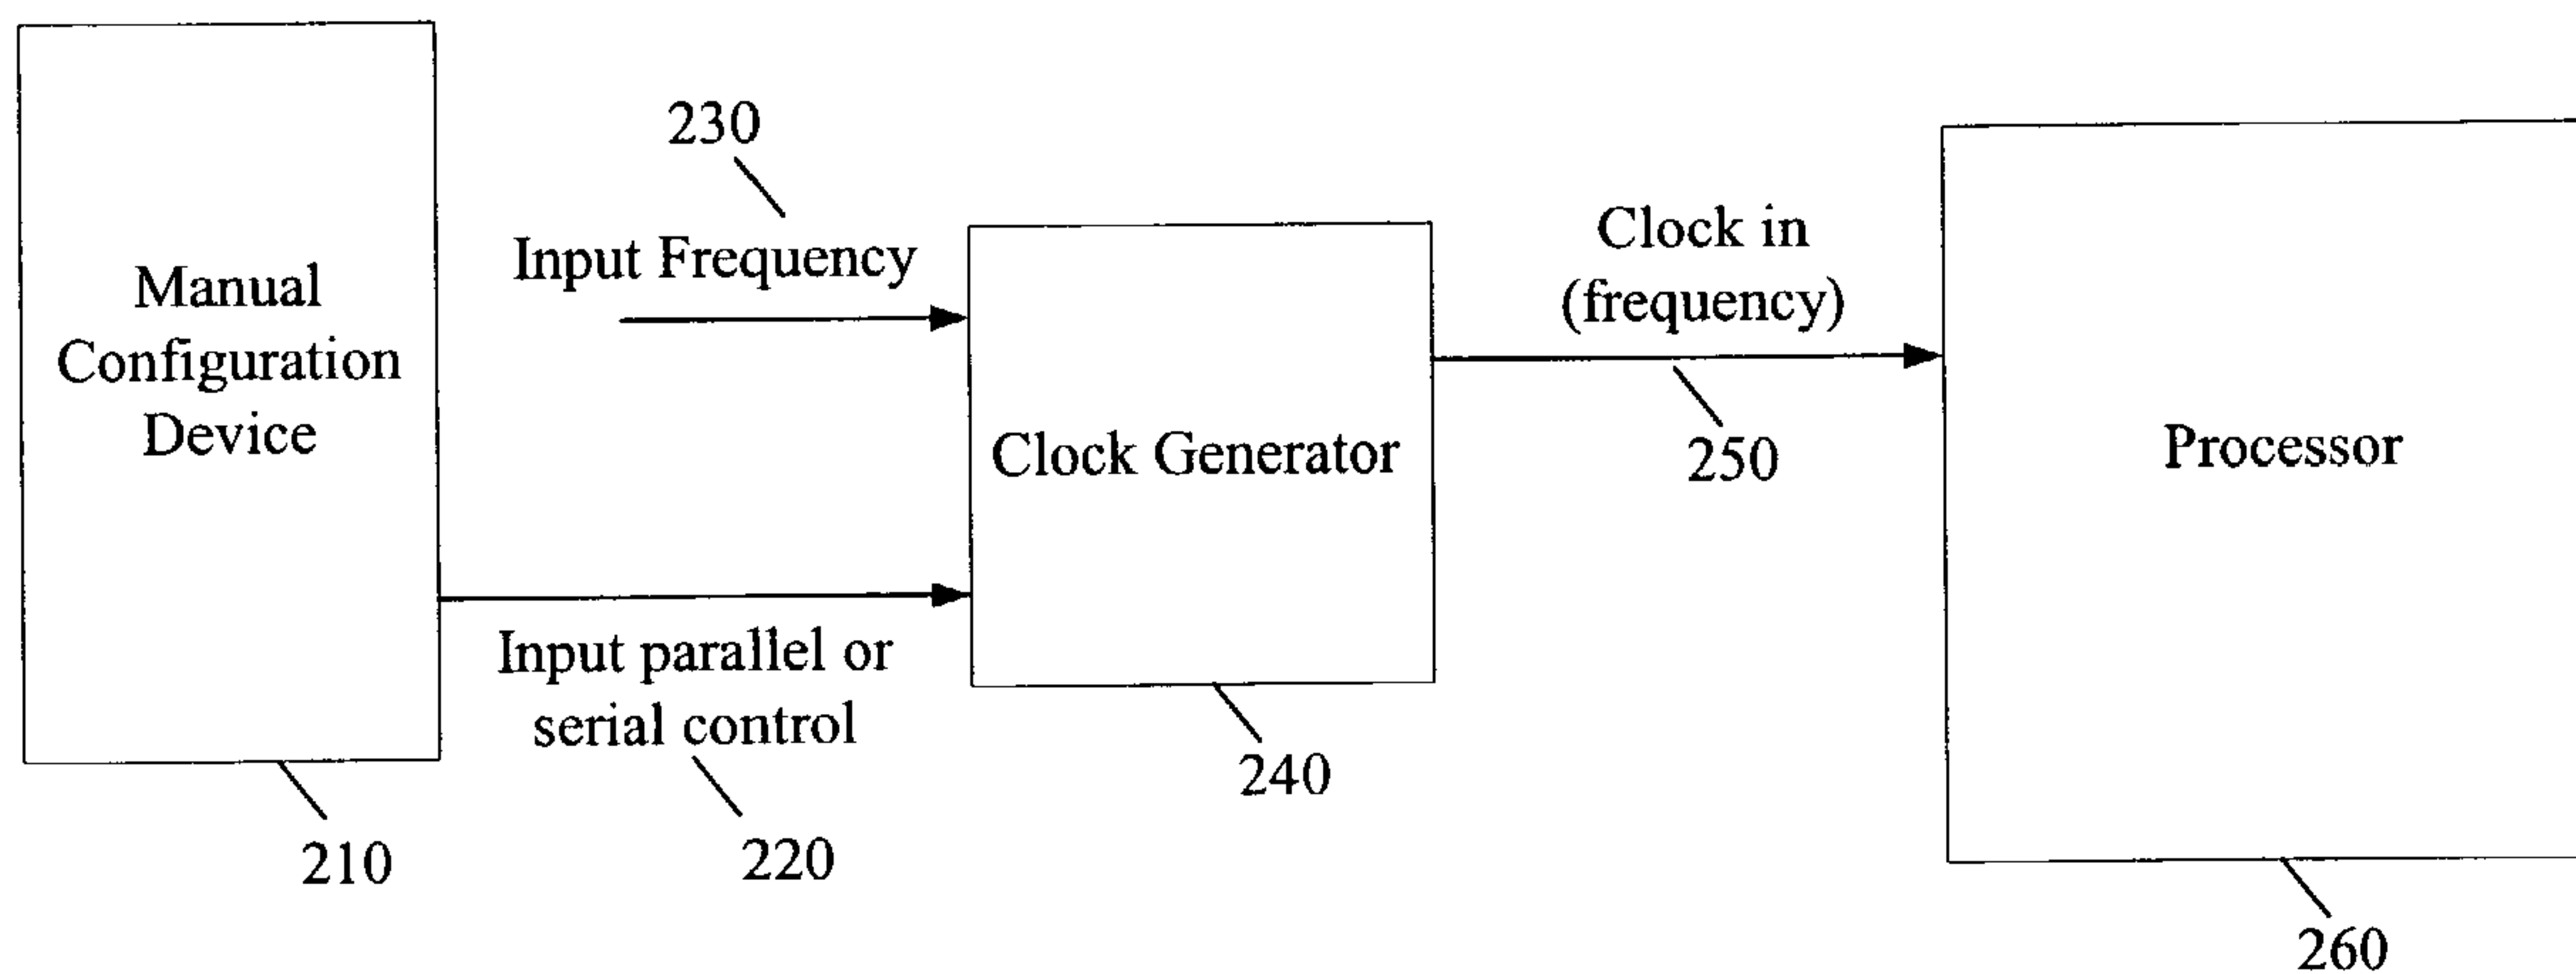 Manual
Configuration
Device
210
230
Input Frequency
Input parallel or
serial control
220
Clock Generator
240
Clock in
(frequency)
250
Processor
260